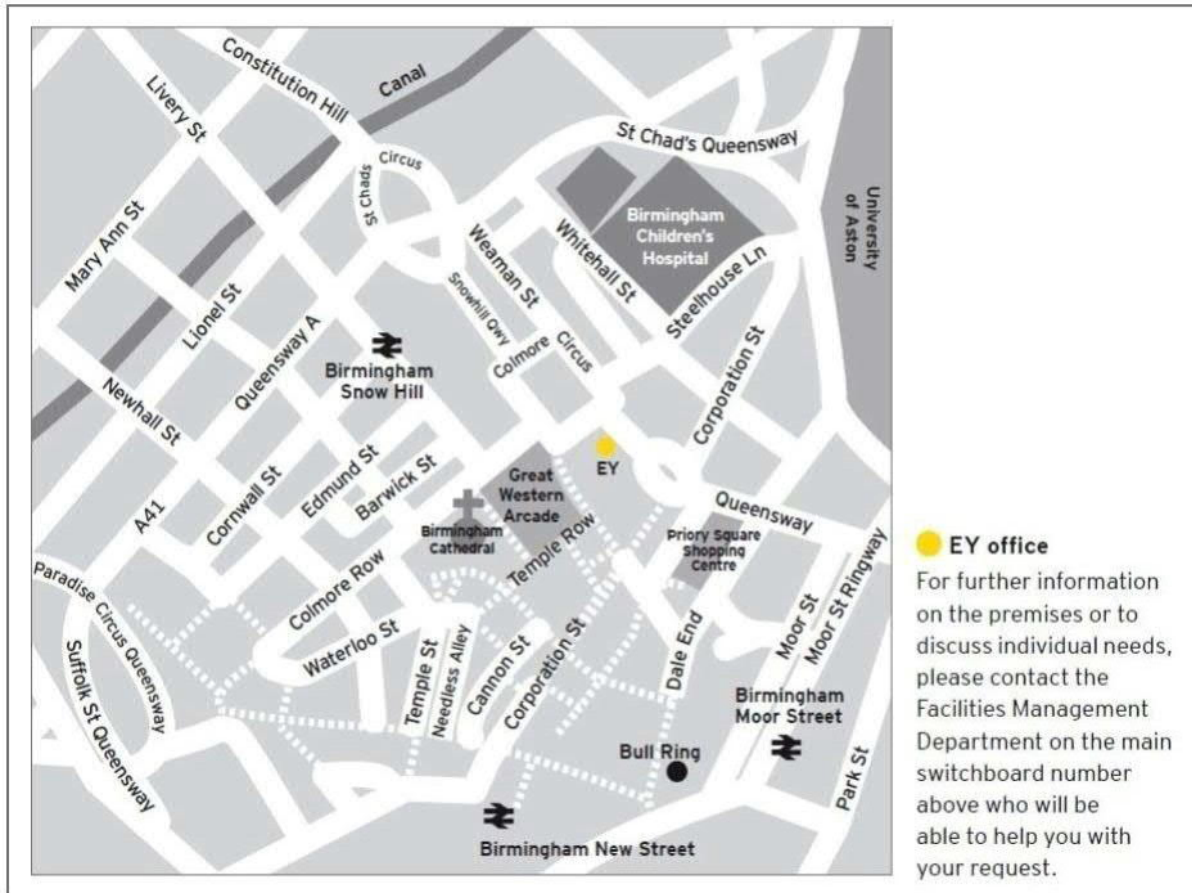 Constitution Hill
Canal
Livery St
St Chad's Queensway
Circus
St Chads
University
of Aston
Birmingham
Children's
Hospital
Mary Ann St
Whitehall St
Weaman St
Steelhouse Ln
Snowhill Qwy
Lionel St
Queensway A
Colmore
Circus
Birmingham
Snow Hill
Corporation St
Newhall St
EY
Edmund St
Barwick St
Great
Western
Arcade
Cornwall St
A41
Queensway
Birmingham
Cathedral
Temple Row
Priory Square
Shopping
Centre
Paradise Circus Queensway
Colmore Row
Waterloo St
Moor St
Moor St Ringway
Suffolk St Queensway
Temple St
Needless Alley
Cannon St
Corporation St
Dale End
Birmingham
Moor Street
Bull Ring
Park St
Birmingham New Street
EY office
For further information
on the premises or to
discuss individual needs,
please contact the
Facilities Management
Department on the main
switchboard number
above who will be
able to help you with
your request.